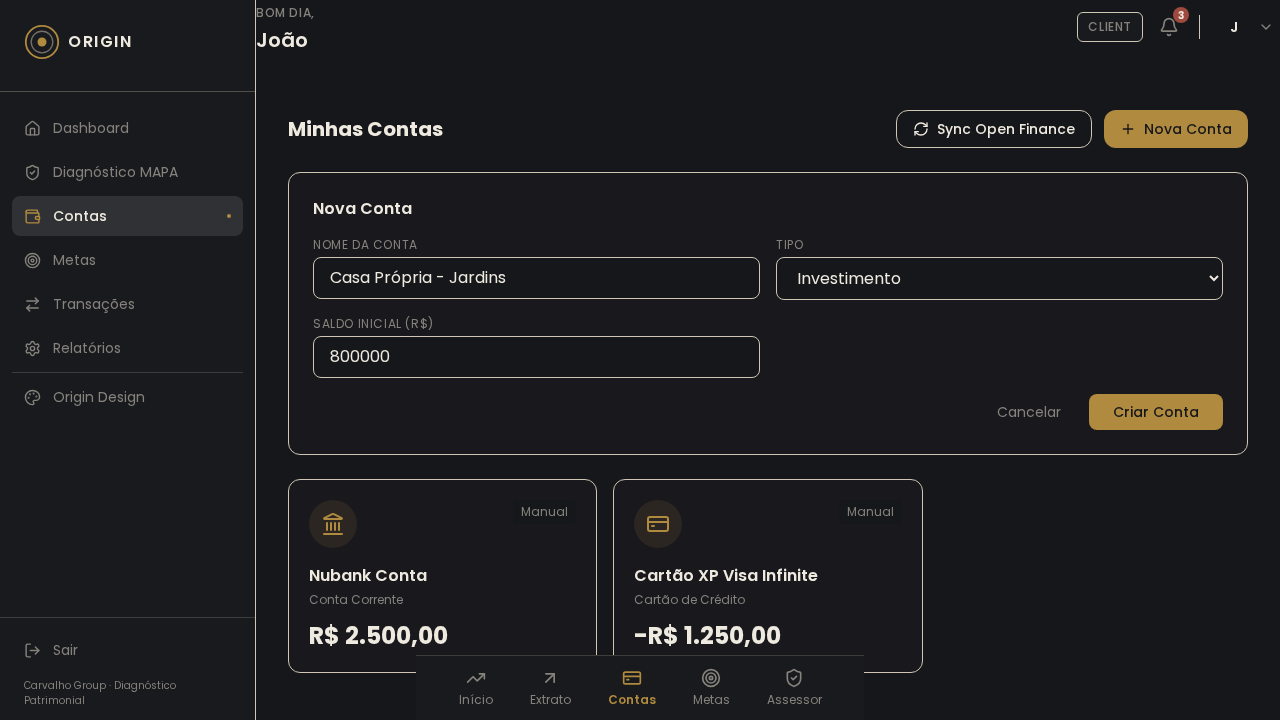 ORIGIN
Dashboard
Diagnóstico MAPA
Contas
Metas
Transações
Relatórios
Origin Design
Sair
Carvalho Group · Diagnóstico
Patrimonial
BOM DIA,
João
CLIENT
3
J
Minhas Contas
Sync Open Finance
Nova Conta
Nova Conta
NOME DA CONTA
Casa Própria - Jardins
TIPO
Investimento
SALDO INICIAL (R$)
800000
Cancelar
Criar Conta
Manual
Nubank Conta
Conta Corrente
R$ 2.500,00
Manual
Cartão XP Visa Infinite
Cartão de Crédito
-R$ 1.250,00
Início
Extrato
Contas
Metas
Assessor